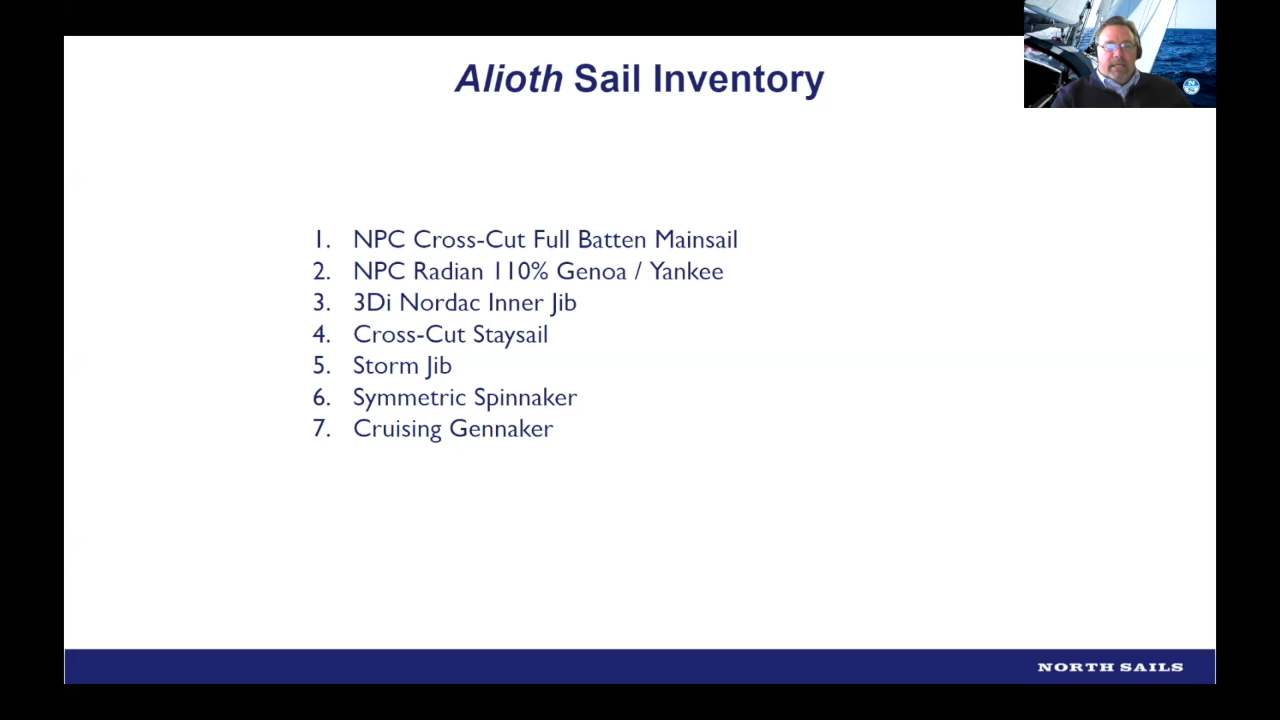 Alioth Sail Inventory
1. NPC Cross-Cut Full Batten Mainsail
2. NPC Radian 110% Genoa / Yankee
3. 3Di Nordac Inner Jib
4. Cross-Cut Staysail
5. Storm Jib
6. Symmetric Spinnaker
7. Cruising Gennaker
NORTH SAILS